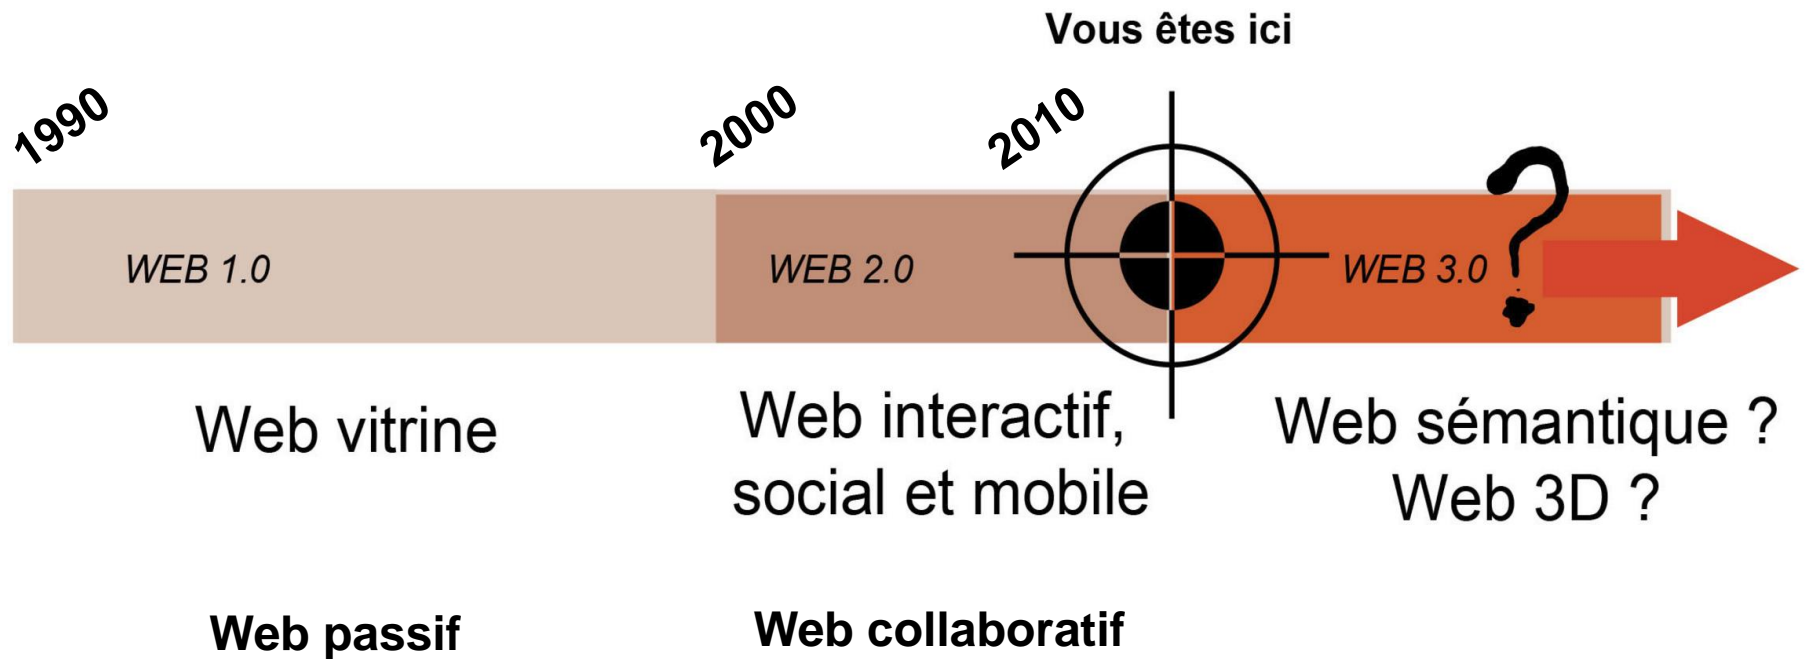 Vous êtes ici
1990
2000
2010
WEB 1.0
WEB 2.0
WEB 3.0 ?
Web vitrine
Web interactif,
social et mobile
Web sémantique ?
Web 3D ?
Web passif
Web collaboratif